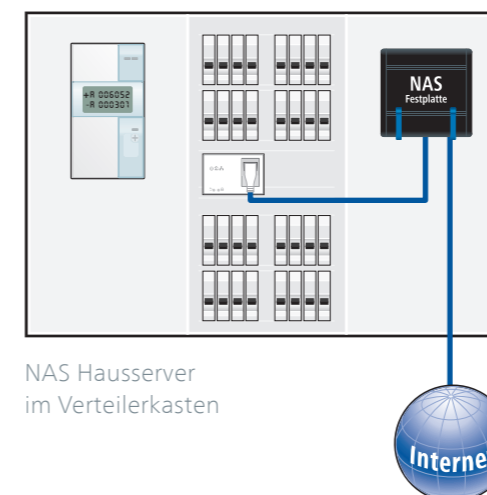 +A 006052
-A 000307
NAS
Festplatte
NAS Hausserver
im Verteilerkasten
Interne